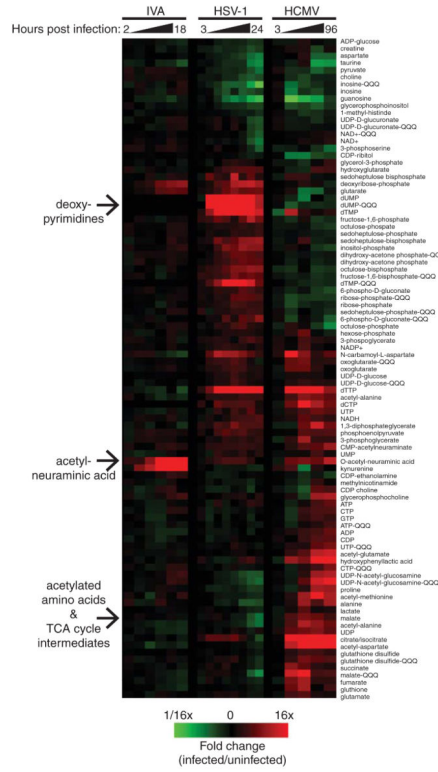 IVA HSV-1 HCMV
Hours post infection: 2 18 3 24 3 96
ADP-glucose
creatine
aspartate
taurine
pyruvate
choline
inosine-QQQ
inosine
guanosine
glycerophosphoinositol
1-methyl-histinde
UDP-D-glucuronate
UDP-D-glucuronate-QQQ
NAD+-QQQ
NAD+
3-phosphoserine
CDP-ribitol
glycerol-3-phosphate
hydroxyglutarate
sedoheptulose bisphosphate
deoxyribose-phosphate
glutarate
deoxy-
pyrimidines
dUMP
dUMP-QQQ
dTMP
fructose-1,6-phosphate
octulose-phospate
sedoheptulose-phosphate
sedoheptulose-bisphosphate
inositol-phosphate
dihydroxy-acetone phosphate-QQ
dihydroxy-acetone phosphate
octulose-bisphosphate
fructose-1,6-bisphosphate-QQQ
dTMP-QQQ
6-phospho-D-gluconate
ribose-phosphate-QQQ
ribose-phosphate
sedoheptulose-phosphate-QQQ
6-phospho-D-gluconate-QQQ
octulose-phosphate
hexose-phosphate
3-phospoglycerate
NADP+
N-carbamoyl-L-aspartate
oxoglutarate-QQQ
oxoglutarate
UDP-D-glucose
UDP-D-glucose-QQQ
dTTP
acetyl-alanine
dCTP
UTP
NADH
1,3-diphosphateglycerate
phosphoenolpyruvate
3-phosphoglycerate
CMP-acetylneuraminate
UMP
acetyl-
neuraminic acid
O-acetyl-neuraminic acid
kynurenine
CDP-ethanolamine
methylnicotinamide
CDP choline
glycerophosphocholine
ATP
CTP
GTP
ATP-QQQ
ADP
CDP
UTP-QQQ
acetyl-glutamate
hydroxyphenyllactic acid
CTP-QQQ
UDP-N-acetyl-glucosamine
UDP-N-acetyl-glucosamine-QQQ
proline
acetyl-methionine
alanine
acetylated
amino acids
&
TCA cycle
intermediates
lactate
malate
acetyl-alanine
UDP
citrate/isocitrate
acetyl-aspartate
glutathione disulfide
glutathione disulfide-QQQ
succinate
malate-QQQ
fumarate
gluthione
glutamate
1/16x 0 16x
Fold change
(infected/uninfected)